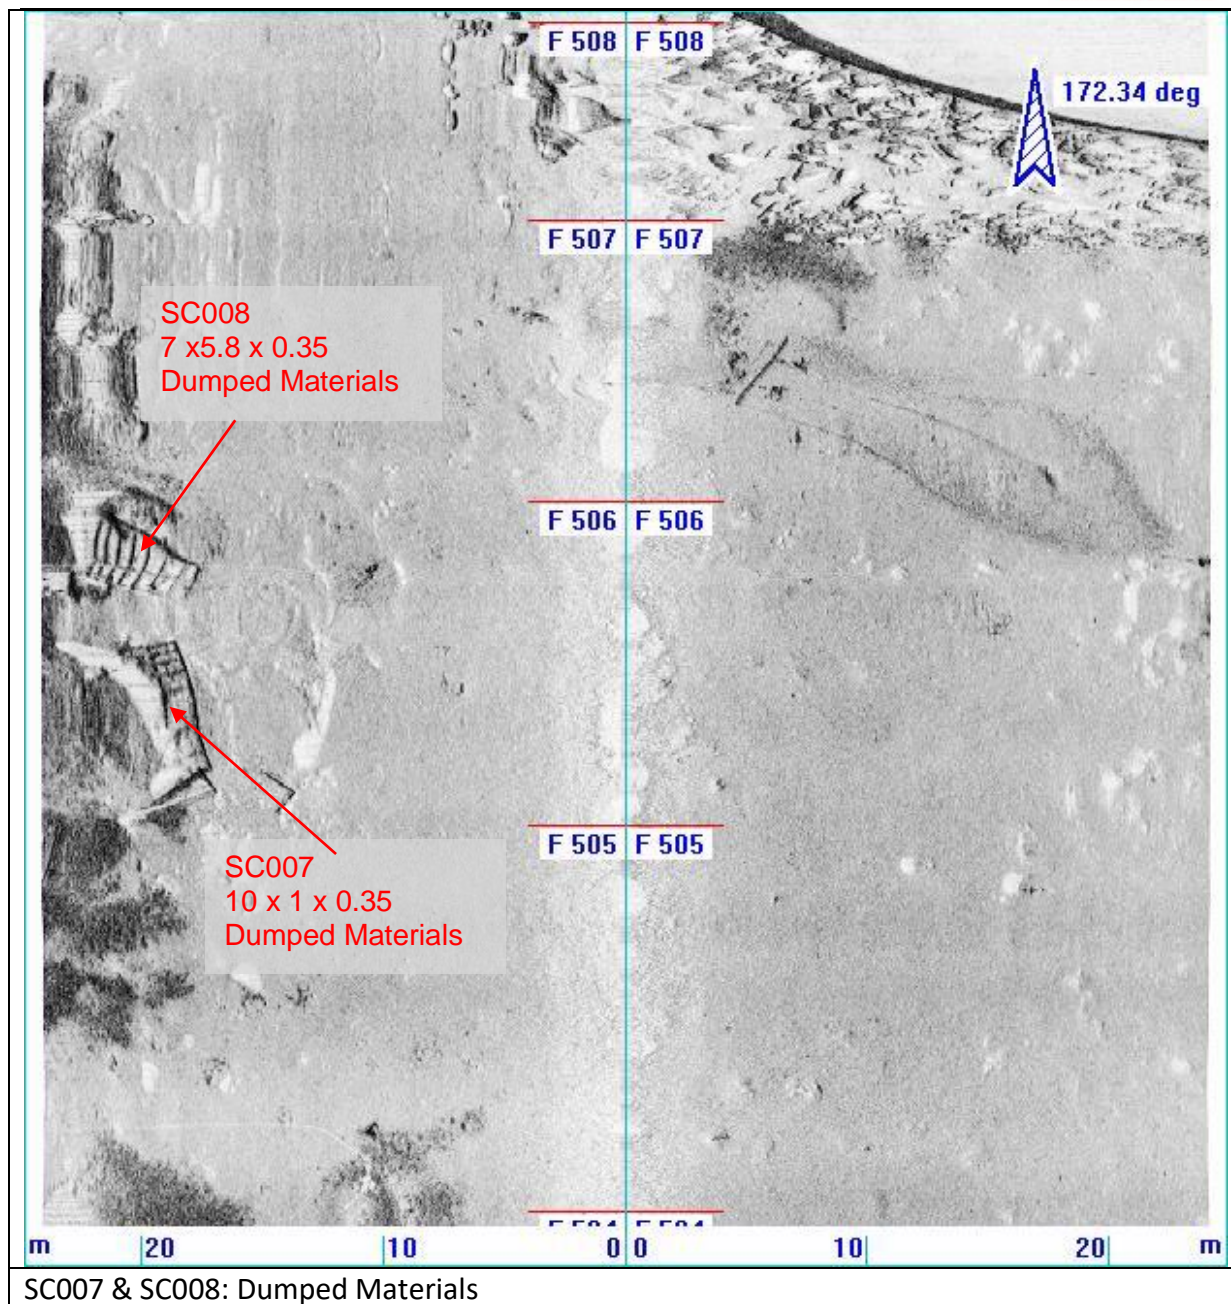 F 508 F 508
172.34 deg
F 507 F 507
SC008
7 x5.8 x 0.35
Dumped Materials
F 506 F 506
F 505 F 505
SC007
10 x 1 x 0.35
Dumped Materials
m 20 10 0 0 10 20 m
SC007 & SC008: Dumped Materials